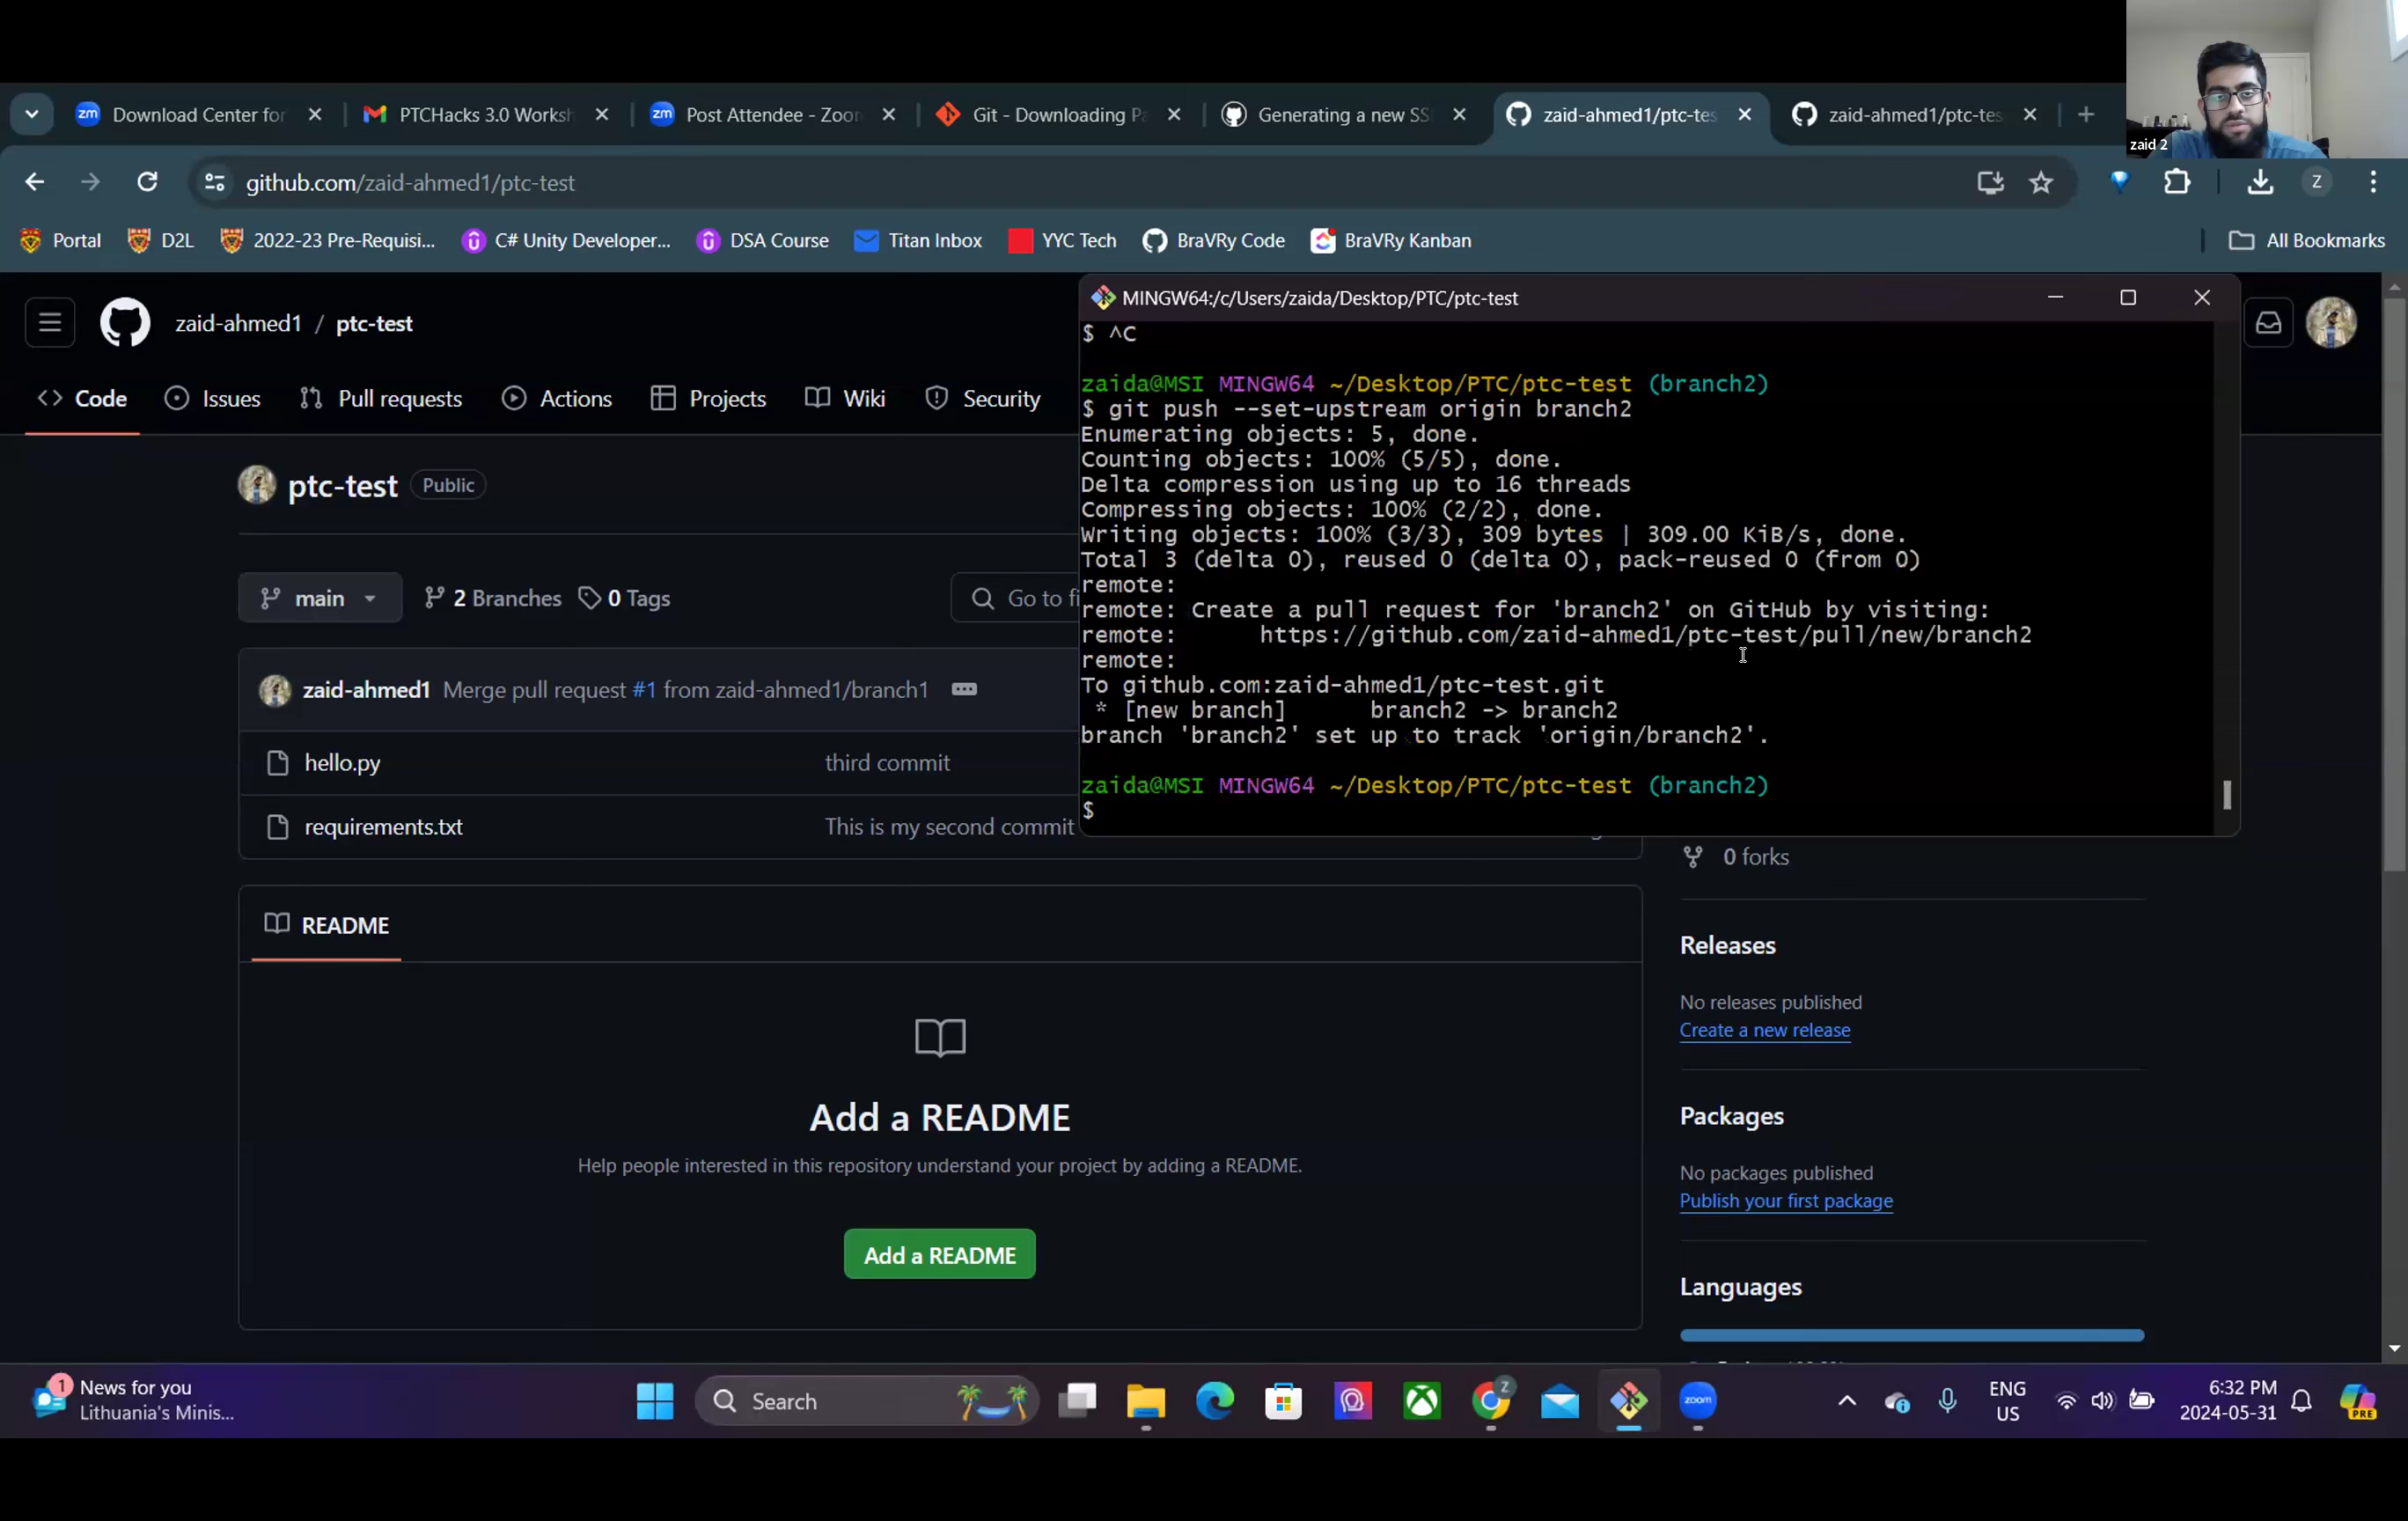 Download Center for
PTCHacks 3.0 Worksh
Post Attendee - Zoom
Git - Downloading Pa
Generating a new SS
zaid-ahmed1/ptc-tes
zaid-ahmed1/ptc-tes
zaid 2
github.com/zaid-ahmed1/ptc-test
Z
Portal
D2L
2022-23 Pre-Requisi...
C# Unity Developer...
DSA Course
Titan Inbox
YYC Tech
BraVRy Code
BraVRy Kanban
All Bookmarks
zaid-ahmed1 / ptc-test
Code
Issues
Pull requests
Actions
Projects
Wiki
Security
ptc-test Public
main
2 Branches
0 Tags
Go to fi
zaid-ahmed1 Merge pull request #1 from zaid-ahmed1/branch1
hello.py
third commit
requirements.txt
This is my second commit
MINGW64:/c/Users/zaida/Desktop/PTC/ptc-test
$ ^C
zaida@MSI MINGW64 ~/Desktop/PTC/ptc-test (branch2)
$ git push --set-upstream origin branch2
Enumerating objects: 5, done.
Counting objects: 100% (5/5), done.
Delta compression using up to 16 threads
Compressing objects: 100% (2/2), done.
Writing objects: 100% (3/3), 309 bytes | 309.00 KiB/s, done.
Total 3 (delta 0), reused 0 (delta 0), pack-reused 0 (from 0)
remote:
remote: Create a pull request for 'branch2' on GitHub by visiting:
remote:      https://github.com/zaid-ahmed1/ptc-test/pull/new/branch2
remote:
To github.com:zaid-ahmed1/ptc-test.git
 * [new branch]      branch2 -> branch2
branch 'branch2' set up to track 'origin/branch2'.
zaida@MSI MINGW64 ~/Desktop/PTC/ptc-test (branch2)
$
0 forks
README
Add a README
Help people interested in this repository understand your project by adding a README.
Add a README
Releases
No releases published
Create a new release
Packages
No packages published
Publish your first package
Languages
1
News for you
Lithuania's Minis...
Search
Z
zoom
ENG
US
6:32 PM
2024-05-31
PRE